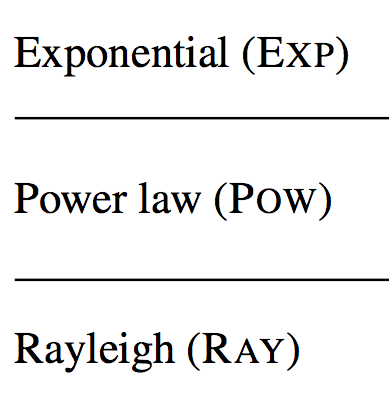 Exponential (EXP)
Power law (POW)
Rayleigh (RAY)